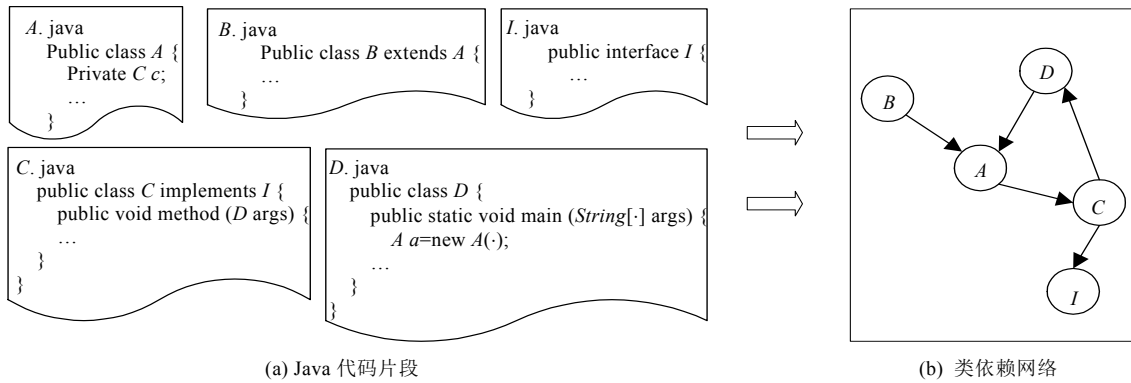 A. java
Public class A {
Private C c;
…
}
B. java
Public class B extends A {
…
}
I. java
public interface I {
…
}
C. java
public class C implements I {
public void method (D args) {
…
}
}
D. java
public class D {
public static void main (String[·] args) {
A a=new A(·);
…
}
}
B
D
A
C
I
(a) Java 代码片段
(b) 类依赖网络